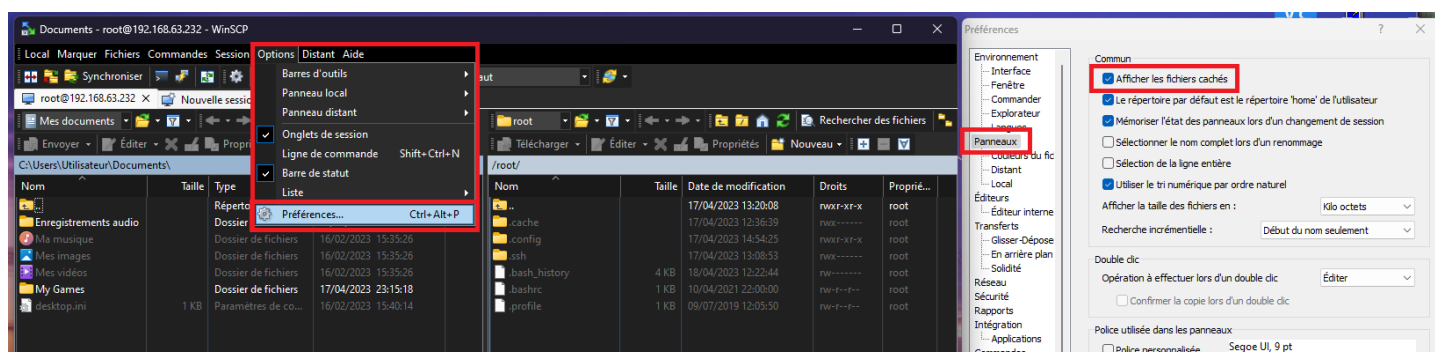 Documents - root@192.168.63.232 - WinSCP
Local Marquer Fichiers Commandes Session Options Distant Aide
Synchroniser
aut
root@192.168.63.232
Nouvelle sessio
Mes documents
Envoyer
Éditer
Propri
C:\Users\Utilisateur\Documents\
Nom Taille Type
..
Réperto
Enregistrements audio Dossier
Ma musique Dossier de fichiers 16/02/2023 15:35:26
Mes images Dossier de fichiers 16/02/2023 15:35:26
Mes vidéos Dossier de fichiers 16/02/2023 15:35:26
My Games Dossier de fichiers 17/04/2023 23:15:18
desktop.ini 1 KB Paramètres de co... 16/02/2023 15:40:14
Barres d'outils
Panneau local
Panneau distant
Onglets de session
Ligne de commande Shift+Ctrl+N
Barre de statut
Liste
Préférences... Ctrl+Alt+P
root
Rechercher des fichiers
Télécharger
Éditer
Propriétés
Nouveau
/root/
Nom Taille Date de modification Droits Proprié...
.. 17/04/2023 13:20:08 rwxr-xr-x root
.cache 17/04/2023 12:36:39 rwx------ root
.config 17/04/2023 14:54:25 rwxr-xr-x root
.ssh 17/04/2023 13:08:53 rwx------ root
.bash_history 4 KB 18/04/2023 12:22:44 rw------- root
.bashrc 1 KB 10/04/2021 22:00:00 rw-r--r-- root
.profile 1 KB 09/07/2019 12:05:50 rw-r--r-- root
Préférences
Environnement
Interface
Fenêtre
Commander
Explorateur
Langues
Panneaux
Couleurs du fic
Distant
Local
Éditeurs
Éditeur interne
Transferts
Glisser-Dépose
En arrière plan
Solidité
Réseau
Sécurité
Rapports
Intégration
Applications
Commandes
Commun
Afficher les fichiers cachés
Le répertoire par défaut est le répertoire 'home' de l'utilisateur
Mémoriser l'état des panneaux lors d'un changement de session
Sélectionner le nom complet lors d'un renommage
Sélection de la ligne entière
Utiliser le tri numérique par ordre naturel
Afficher la taille des fichiers en : Kilo octets
Recherche incrémentielle : Début du nom seulement
Double clic
Opération à effectuer lors d'un double clic Éditer
Confirmer la copie lors d'un double clic
Police utilisée dans les panneaux
Police personnalisée Segoe UI, 9 pt